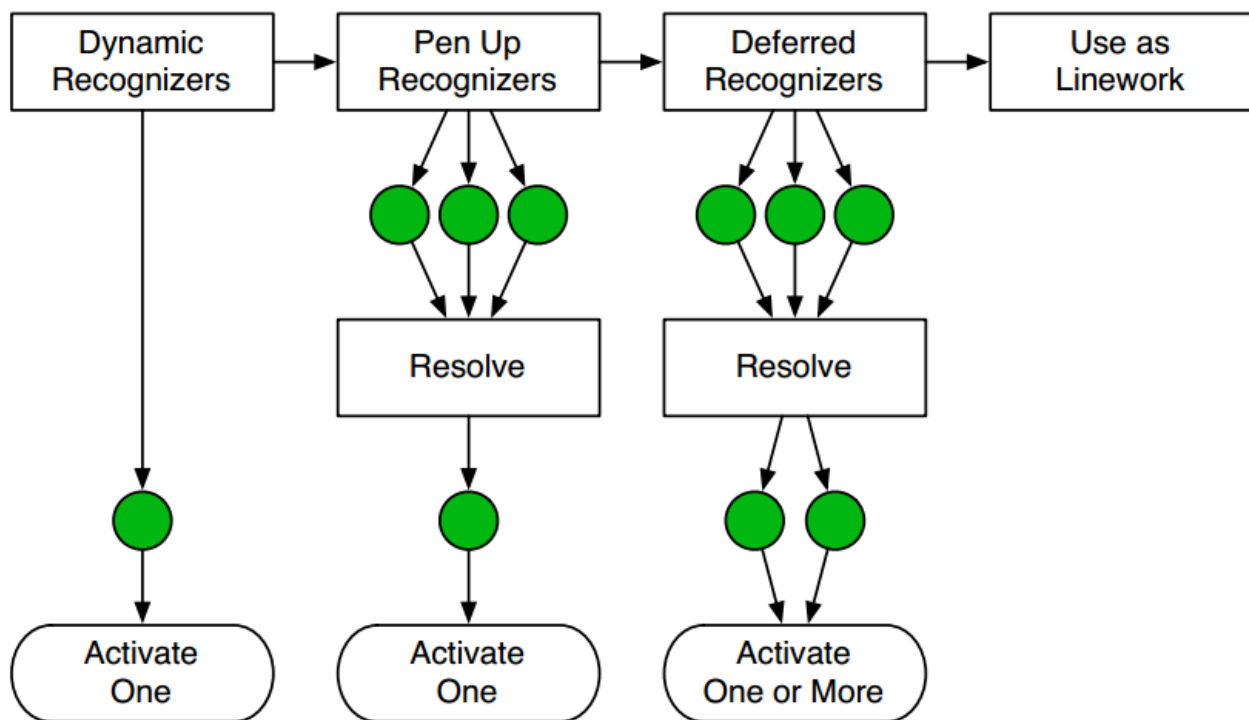 Dynamic
Recognizers
Pen Up
Recognizers
Deferred
Recognizers
Use as
Linework
Resolve
Resolve
Activate
One
Activate
One
Activate
One or More